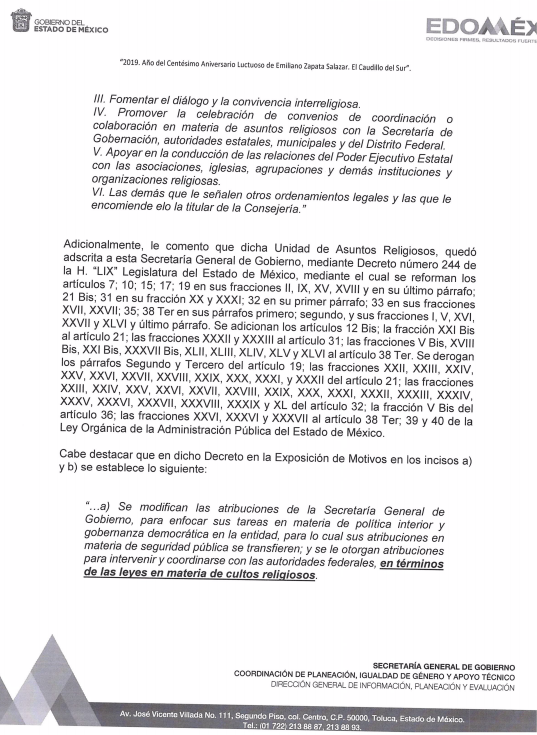 GOBIERNO DEL
ESTADO DE MÉXICO
EDOMÉX
DECISIONES FIRMES, RESULTADOS FUERTES
"2019. Año del Centésimo Aniversario Luctuoso de Emiliano Zapata Salazar. El Caudillo del Sur".
III. Fomentar el diálogo y la convivencia interreligiosa.
IV. Promover la celebración de convenios de coordinación o
colaboración en materia de asuntos religiosos con la Secretaría de
Gobernación, autoridades estatales, municipales y del Distrito Federal.
V. Apoyar en la conducción de las relaciones del Poder Ejecutivo Estatal
con las asociaciones, iglesias, agrupaciones y demás instituciones y
organizaciones religiosas.
VI. Las demás que le señalen otros ordenamientos legales y las que le
encomiende elo la titular de la Consejería."
Adicionalmente, le comento que dicha Unidad de Asuntos Religiosos, quedó
adscrita a esta Secretaría General de Gobierno, mediante Decreto número 244 de
la H. "LIX" Legislatura del Estado de México, mediante el cual se reforman los
artículos 7; 10; 15; 17; 19 en sus fracciones II, IX, XV, XVIII y en su último párrafo;
21 Bis; 31 en su fracción XX y XXXI; 32 en su primer párrafo; 33 en sus fracciones
XVII, XXVII; 35; 38 Ter en sus párrafos primero; segundo, y sus fracciones I, V, XVI,
XXVII y XLVI y último párrafo. Se adicionan los artículos 12 Bis; la fracción XXI Bis
al artículo 21; las fracciones XXXII y XXXIII al artículo 31; las fracciones V Bis, XVIII
Bis, XXI Bis, XXXVII Bis, XLII, XLIII, XLIV, XLV y XLVI al artículo 38 Ter. Se derogan
los párrafos Segundo y Tercero del artículo 19; las fracciones XXII, XXIII, XXIV,
XXV, XXVI, XXVII, XXVIII, XXIX, XXX, XXXI, y XXXII del artículo 21; las fracciones
XXIII, XXIV, XXV, XXVI, XXVII, XXVIII, XXIX, XXX, XXXI, XXXII, XXXIII, XXXIV,
XXXV, XXXVI, XXXVII, XXXVIII, XXXIX y XL del artículo 32; la fracción V Bis del
artículo 36; las fracciones XXVI, XXXVI y XXXVII al artículo 38 Ter; 39 y 40 de la
Ley Orgánica de la Administración Pública del Estado de México.
Cabe destacar que en dicho Decreto en la Exposición de Motivos en los incisos a)
y b) se establece lo siguiente:
"…a) Se modifican las atribuciones de la Secretaría General de
Gobierno, para enfocar sus tareas en materia de política interior y
gobernanza democrática en la entidad, para lo cual sus atribuciones en
materia de seguridad pública se transfieren; y se le otorgan atribuciones
para intervenir y coordinarse con las autoridades federales, en términos
de las leyes en materia de cultos religiosos.
SECRETARÍA GENERAL DE GOBIERNO
COORDINACIÓN DE PLANEACIÓN, IGUALDAD DE GÉNERO Y APOYO TÉCNICO
DIRECCIÓN GENERAL DE INFORMACIÓN, PLANEACIÓN Y EVALUACIÓN
Av. José Vicente Villada No. 111, Segundo Piso, col. Centro, C.P. 50000, Toluca, Estado de México.
Tel.: (01 722) 213 88 87, 213 88 93.